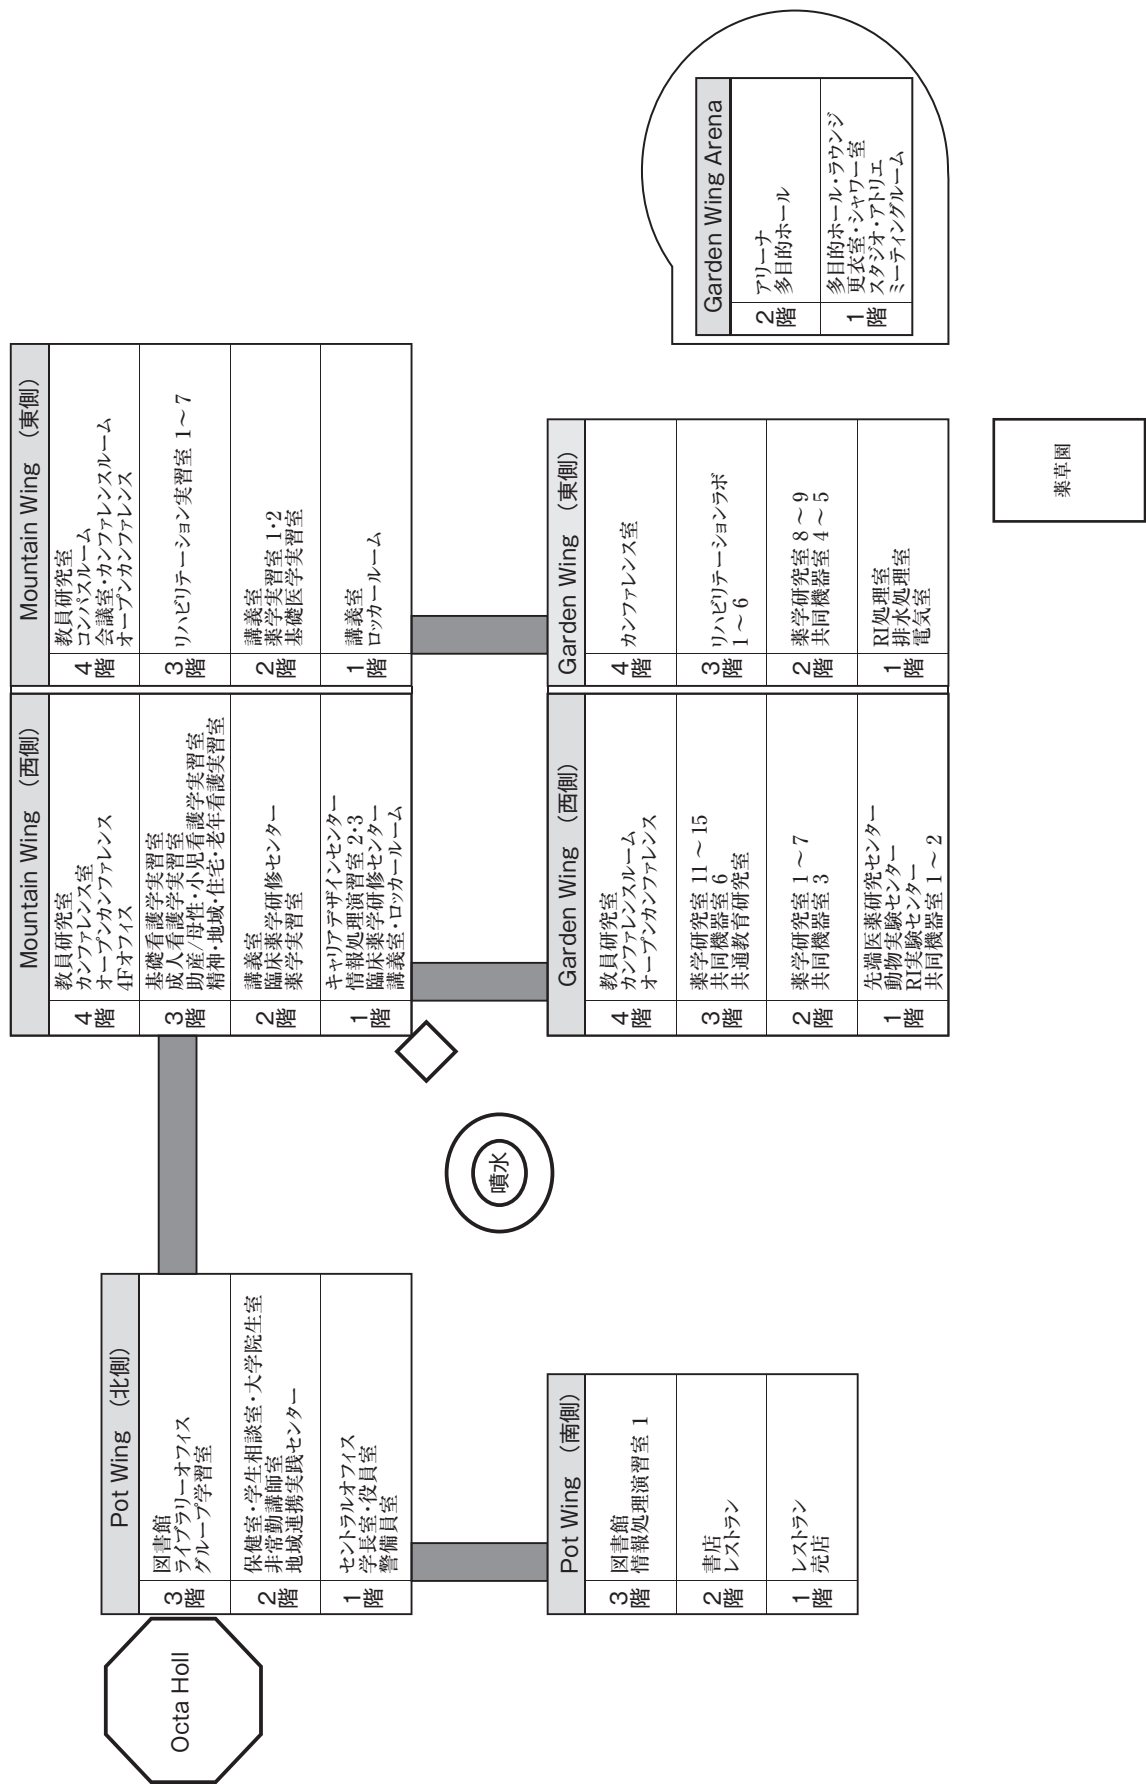 Octa Holl
Pot Wing （北側）
3階
図書館
ライブラリーオフィス
グループ学習室
2階
保健室・学生相談室・大学院生室
非常勤講師室
地域連携実践センター
1階
セントラルオフィス
学長室・役員室
警備員室
Pot Wing （南側）
3階
図書館
情報処理演習室 1
2階
書店
レストラン
1階
レストラン
売店
噴水
Mountain Wing （西側）
4階
教員研究室
カンファレンス室
オープンカンファレンス
4Fオフィス
3階
基礎看護学実習室
成人看護学実習室
助産/母性・小児看護学実習室
精神・地域・在宅・老年看護実習室
2階
講義室
臨床薬学研修センター
薬学実習室
1階
キャリアデザインセンター
情報処理演習室 2・3
臨床薬学研修センター
講義室・ロッカールーム
Mountain Wing （東側）
4階
教員研究室
コンパスルーム
会議室・カンファレンスルーム
オープンカンファレンス
3階
リハビリテーション実習室 1～7
2階
講義室
薬学実習室 1・2
基礎医学実習室
1階
講義室
ロッカールーム
Garden Wing （西側）
4階
教員研究室
カンファレンスルーム
オープンカンファレンス
3階
薬学研究室 11～15
共同機器室 6
共通教育研究室
2階
薬学研究室 1～7
共同機器室 3
1階
先端医薬研究センター
動物実験センター
RI実験センター
共同機器室 1～2
Garden Wing （東側）
4階
カンファレンス室
3階
リハビリテーションラボ
1～6
2階
薬学研究室 8～9
共同機器室 4～5
1階
RI処理室
排水処理室
電気室
Garden Wing Arena
2階
アリーナ
多目的ホール
1階
多目的ホール・ラウンジ
更衣室・シャワー室
スタジオ・アトリエ
ミーティングルーム
薬草園